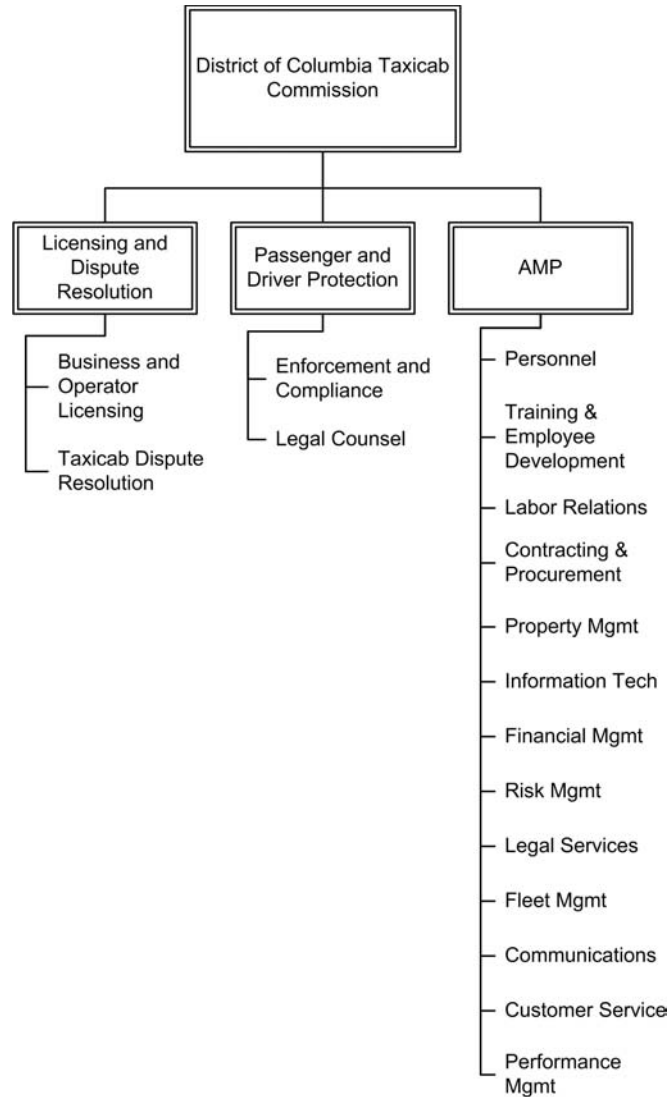 District of Columbia Taxicab
Commission
Licensing and
Dispute
Resolution
Business and
Operator
Licensing
Taxicab Dispute
Resolution
Passenger and
Driver Protection
Enforcement and
Compliance
Legal Counsel
AMP
Personnel
Training &
Employee
Development
Labor Relations
Contracting &
Procurement
Property Mgmt
Information Tech
Financial Mgmt
Risk Mgmt
Legal Services
Fleet Mgmt
Communications
Customer Service
Performance
Mgmt